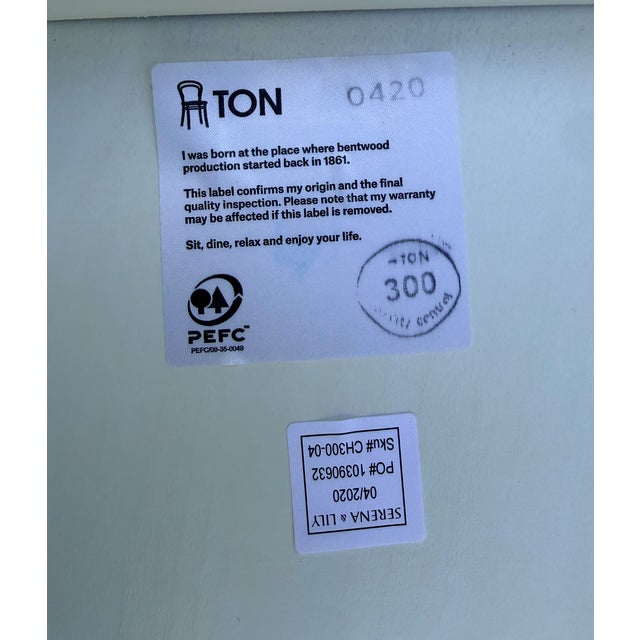 TON
0420
I was born at the place where bentwood
production started back in 1861.
This label confirms my origin and the final
quality inspection. Please note that my warranty
may be affected if this label is removed.
Sit, dine, relax and enjoy your life.
TON
300
control
PEFC™
PEFC/08-35-0049
SERENA & LILY
04/2020
PO# 10390632
Sku# CH300-04